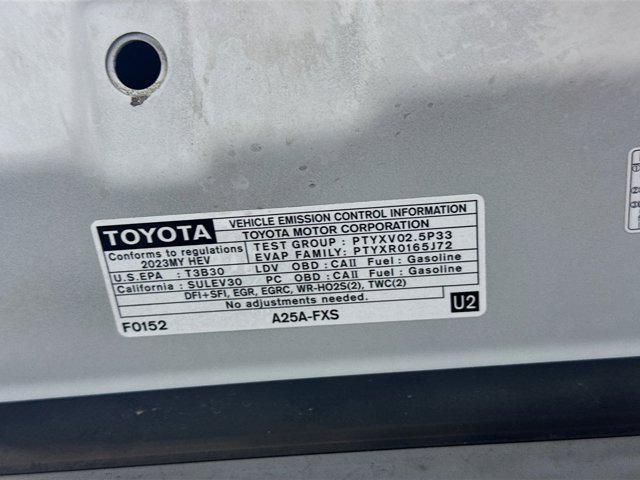 TOYOTA
VEHICLE EMISSION CONTROL INFORMATION
TOYOTA MOTOR CORPORATION
Conforms to regulations
2023MY HEV
TEST GROUP : PTYXV02.5P33
EVAP FAMILY: PTYXR0165J72
U.S.EPA : T3B30 LDV OBD : CAII Fuel : Gasoline
California : SULEV30 PC OBD : CAII Fuel : Gasoline
DFI+SFI, EGR, EGRC, WR-HO2S(2), TWC(2)
No adjustments needed.
F0152 A25A-FXS U2